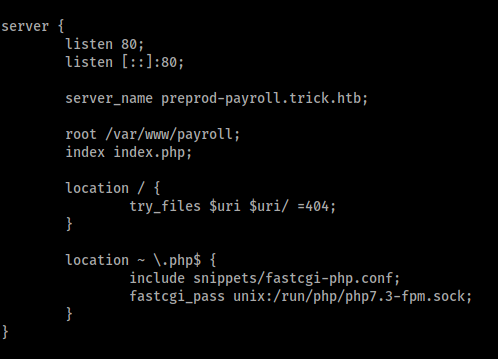 server {
        listen 80;
        listen [::]:80;

        server_name preprod-payroll.trick.htb;

        root /var/www/payroll;
        index index.php;

        location / {
                try_files $uri $uri/ =404;
        }

        location ~ \.php$ {
                include snippets/fastcgi-php.conf;
                fastcgi_pass unix:/run/php/php7.3-fpm.sock;
        }
}